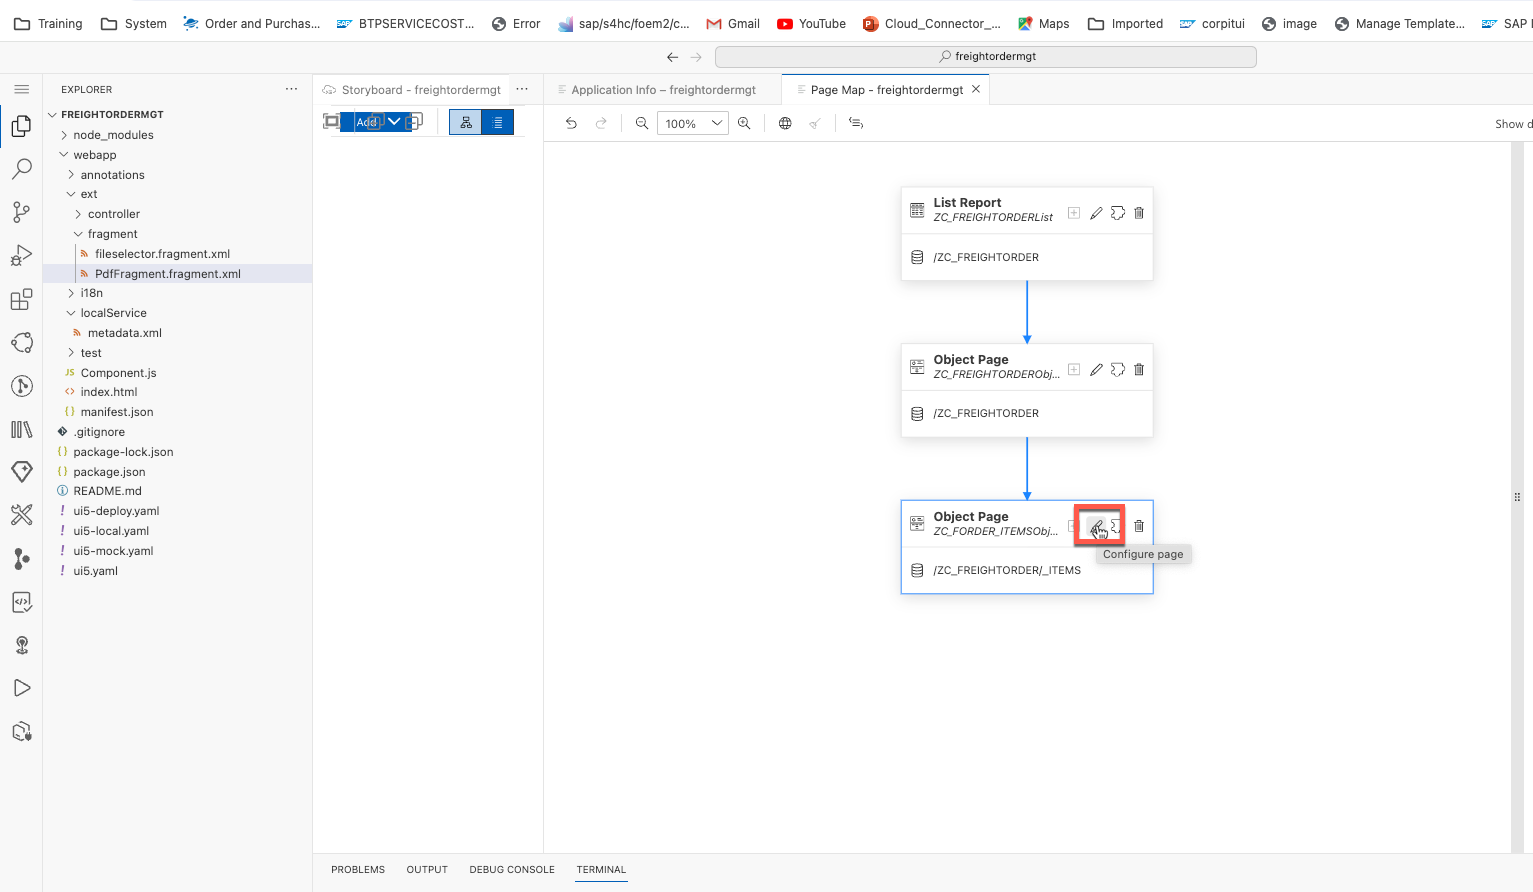 Training System Order and Purchas... BTPSERVICECOST... Error sap/s4hc/foem2/c... Gmail YouTube Cloud_Connector_... Maps Imported corpitui image Manage Template... SAP
freightordermgt
EXPLORER
FREIGHTORDERMGT
node_modules
webapp
annotations
ext
controller
fragment
fileselector.fragment.xml
PdfFragment.fragment.xml
i18n
localService
metadata.xml
test
JS Component.js
index.html
manifest.json
.gitignore
package-lock.json
package.json
README.md
ui5-deploy.yaml
ui5-local.yaml
ui5-mock.yaml
ui5.yaml
Storyboard - freightordermgt
Add
Application Info – freightordermgt
Page Map - freightordermgt
100%
Show d
List Report
ZC_FREIGHTORDERList
/ZC_FREIGHTORDER
Object Page
ZC_FREIGHTORDERObj...
/ZC_FREIGHTORDER
Object Page
ZC_FORDER_ITEMSObj...
Configure page
/ZC_FREIGHTORDER/_ITEMS
PROBLEMS OUTPUT DEBUG CONSOLE TERMINAL